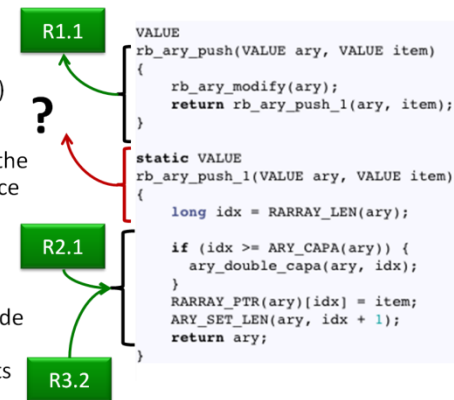 R1.1
)
?
the
ce
R2.1
de
ts
R3.2
VALUE
rb_ary_push(VALUE ary, VALUE item)
{
rb_ary_modify(ary);
return rb_ary_push_1(ary, item);
}
static VALUE
rb_ary_push_1(VALUE ary, VALUE item)
{
long idx = RARRAY_LEN(ary);
if (idx >= ARY_CAPA(ary)) {
ary_double_capa(ary, idx);
}
RARRAY_PTR(ary)[idx] = item;
ARY_SET_LEN(ary, idx + 1);
return ary;
}